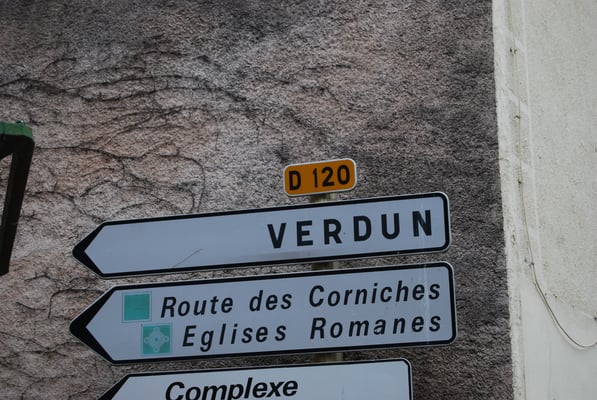 D 120
VERDUN
Route des Corniches
Eglises Romanes
Complexe